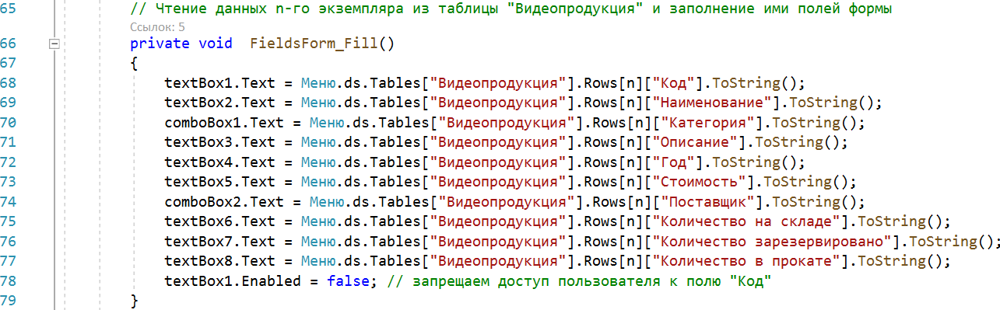 65 // Чтение данных n-го экземпляра из таблицы "Видеопродукция" и заполнение ими полей формы
Ссылок: 5
66 private void FieldsForm_Fill()
67 {
68 textBox1.Text = Меню.ds.Tables["Видеопродукция"].Rows[n]["Код"].ToString();
69 textBox2.Text = Меню.ds.Tables["Видеопродукция"].Rows[n]["Наименование"].ToString();
70 comboBox1.Text = Меню.ds.Tables["Видеопродукция"].Rows[n]["Категория"].ToString();
71 textBox3.Text = Меню.ds.Tables["Видеопродукция"].Rows[n]["Описание"].ToString();
72 textBox4.Text = Меню.ds.Tables["Видеопродукция"].Rows[n]["Год"].ToString();
73 textBox5.Text = Меню.ds.Tables["Видеопродукция"].Rows[n]["Стоимость"].ToString();
74 comboBox2.Text = Меню.ds.Tables["Видеопродукция"].Rows[n]["Поставщик"].ToString();
75 textBox6.Text = Меню.ds.Tables["Видеопродукция"].Rows[n]["Количество на складе"].ToString();
76 textBox7.Text = Меню.ds.Tables["Видеопродукция"].Rows[n]["Количество зарезервировано"].ToString();
77 textBox8.Text = Меню.ds.Tables["Видеопродукция"].Rows[n]["Количество в прокате"].ToString();
78 textBox1.Enabled = false; // запрещаем доступ пользователя к полю "Код"
79 }